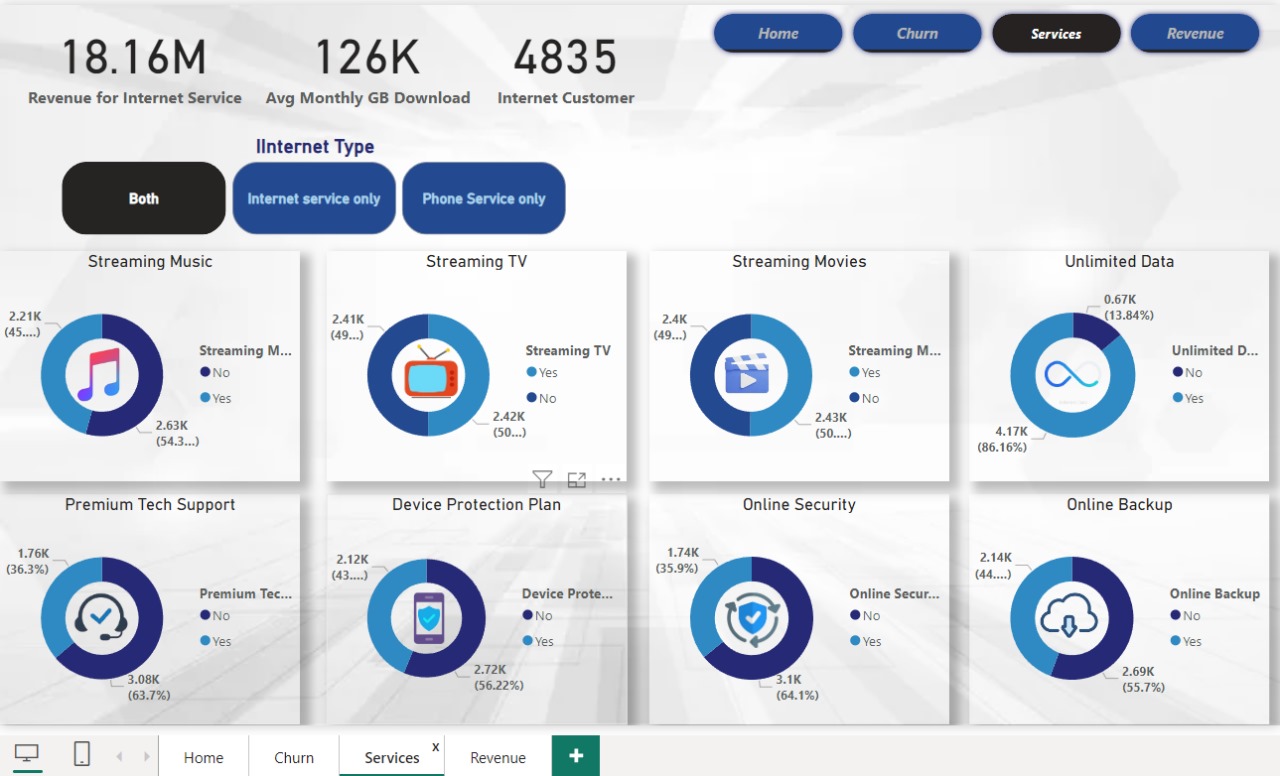 18.16M
Revenue for Internet Service
126K
Avg Monthly GB Download
4835
Internet Customer
Home
Churn
Services
Revenue
IInternet Type
Both
Internet service only
Phone Service only
Streaming Music
2.21K
(45....)
2.63K
(54.3...)
Streaming M...
No
Yes
Streaming TV
2.41K
(49...)
2.42K
(50...)
Streaming TV
Yes
No
Streaming Movies
2.4K
(49...)
2.43K
(50....)
Streaming M...
Yes
No
Unlimited Data
0.67K
(13.84%)
4.17K
(86.16%)
Unlimited D...
No
Yes
Premium Tech Support
1.76K
(36.3%)
3.08K
(63.7%)
Premium Tec...
No
Yes
Device Protection Plan
2.12K
(43....)
2.72K
(56.22%)
Device Prote...
No
Yes
Online Security
1.74K
(35.9%)
3.1K
(64.1%)
Online Secur...
No
Yes
Online Backup
2.14K
(44....)
2.69K
(55.7%)
Online Backup
No
Yes
Home
Churn
Services
x
Revenue
+